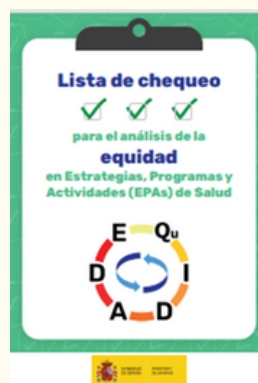 Lista de chequeo
para el análisis de la
equidad
en Estrategias, Programas y
Actividades (EPAs) de Salud
E Qu
D I
A D